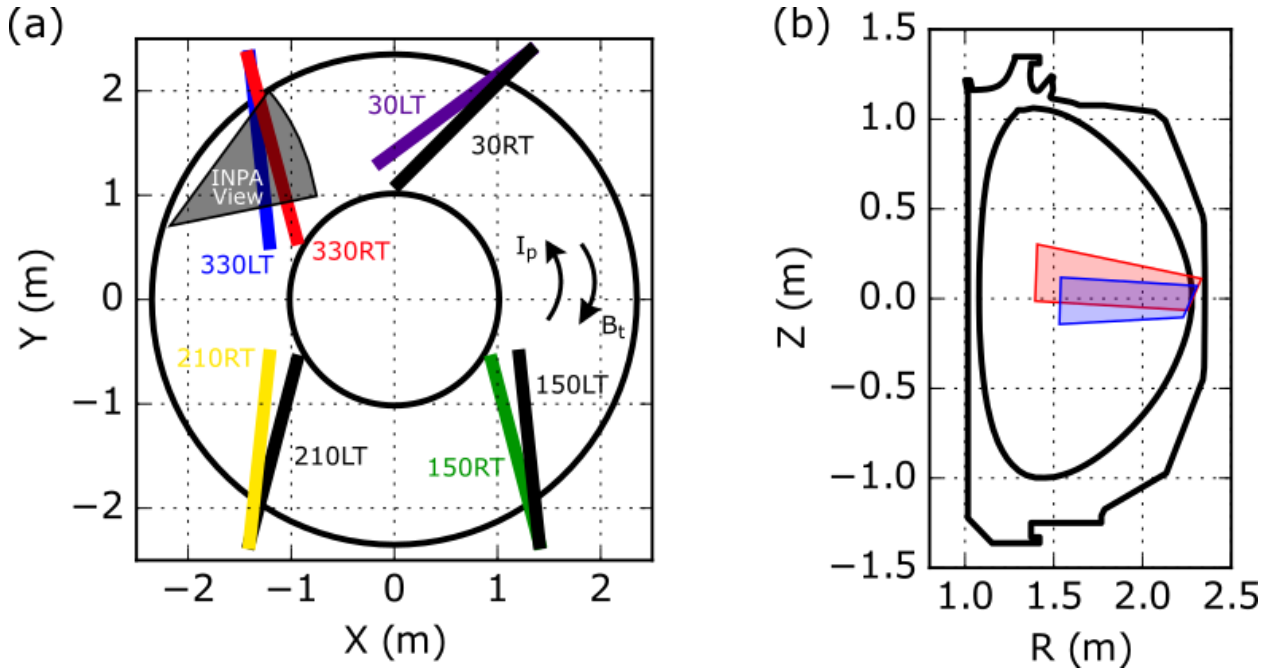 (a)
2
1
0
−1
−2
Y (m)
−2
−1
0
1
2
X (m)
30LT
30RT
INPA
View
330LT
330RT
Ip
Bt
210RT
210LT
150RT
150LT
(b)
1.5
1.0
0.5
0.0
−0.5
−1.0
−1.5
Z (m)
1.0
1.5
2.0
2.5
R (m)